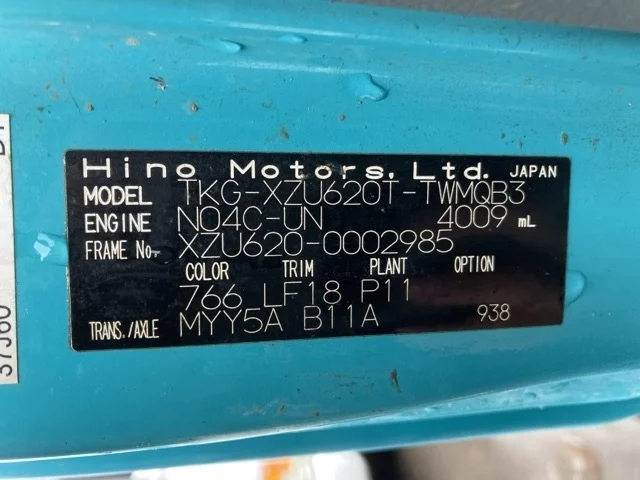 Hino Motors, Ltd. JAPAN
MODEL TKG-XZU620T-TWMQB3
ENGINE N04C-UN 4009 mL
FRAME No. XZU620-0002985
COLOR TRIM PLANT OPTION
766 LF18 P11
TRANS./AXLE MYY5A B11A 938